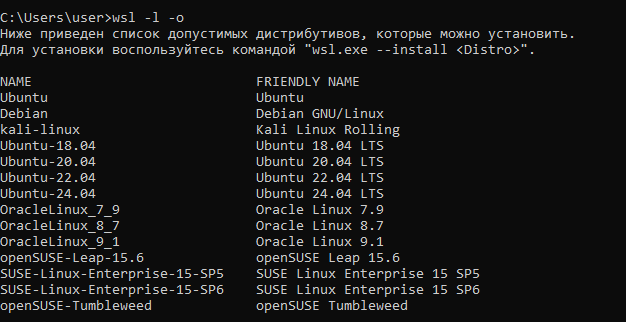 C:\Users\user>wsl -l -o
Ниже приведен список допустимых дистрибутивов, которые можно установить.
Для установки воспользуйтесь командой "wsl.exe --install <Distro>".
NAME FRIENDLY NAME
Ubuntu Ubuntu
Debian Debian GNU/Linux
kali-linux Kali Linux Rolling
Ubuntu-18.04 Ubuntu 18.04 LTS
Ubuntu-20.04 Ubuntu 20.04 LTS
Ubuntu-22.04 Ubuntu 22.04 LTS
Ubuntu-24.04 Ubuntu 24.04 LTS
OracleLinux_7_9 Oracle Linux 7.9
OracleLinux_8_7 Oracle Linux 8.7
OracleLinux_9_1 Oracle Linux 9.1
openSUSE-Leap-15.6 openSUSE Leap 15.6
SUSE-Linux-Enterprise-15-SP5 SUSE Linux Enterprise 15 SP5
SUSE-Linux-Enterprise-15-SP6 SUSE Linux Enterprise 15 SP6
openSUSE-Tumbleweed openSUSE Tumbleweed